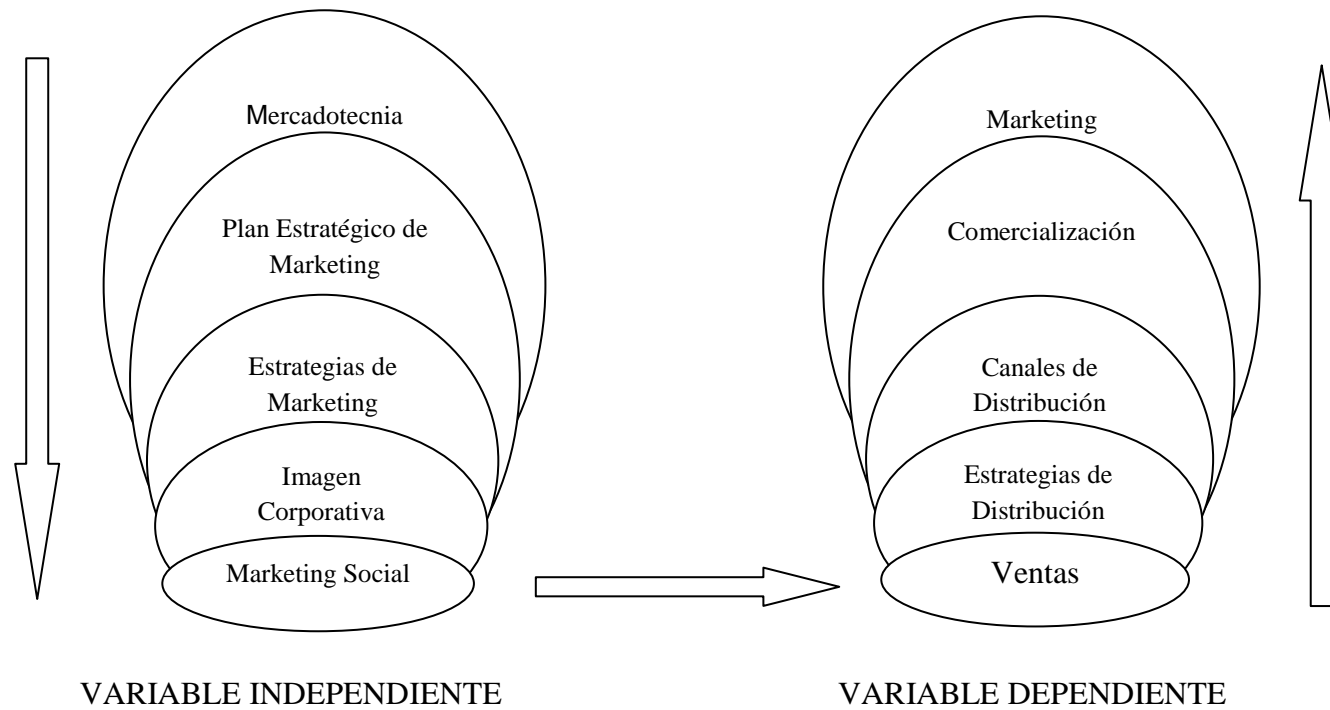 Mercadotecnia
Plan Estratégico de
Marketing
Estrategias de
Marketing
Imagen
Corporativa
Marketing Social
VARIABLE INDEPENDIENTE
Marketing
Comercialización
Canales de
Distribución
Estrategias de
Distribución
Ventas
VARIABLE DEPENDIENTE